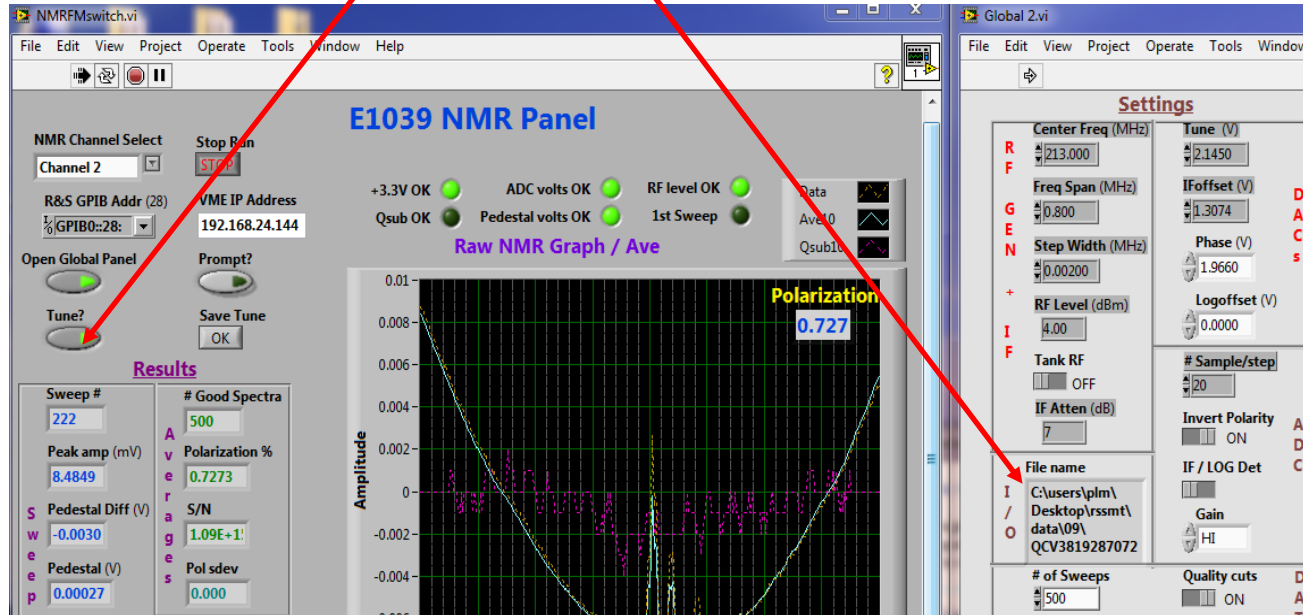 NMRFMswitch.vi
File Edit View Project Operate Tools Window Help
E1039 NMR Panel
NMR Channel Select
Channel 2
Stop Run
STOP
R&S GPIB Addr (28)
GPIB0::28:
VME IP Address
192.168.24.144
Open Global Panel
Prompt?
Tune?
Save Tune
OK
+3.3V OK
ADC volts OK
RF level OK
Qsub OK
Pedestal volts OK
1st Sweep
Data
Ave10
Qsub10
Raw NMR Graph / Ave
Polarization
0.727
Amplitude
0.01
0.008
0.006
0.004
0.002
0
-0.002
-0.004
Results
Sweep
Sweep #
222
Peak amp (mV)
8.4849
Pedestal Diff (V)
-0.0030
Pedestal (V)
0.00027
Averages
# Good Spectra
500
Polarization %
0.7273
S/N
1.09E+1
Pol sdev
0.000
Global 2.vi
File Edit View Project Operate Tools Window
Settings
RF GEN + IF
Center Freq (MHz)
213.000
Freq Span (MHz)
0.800
Step Width (MHz)
0.00200
RF Level (dBm)
4.00
Tank RF
OFF
IF Atten (dB)
7
Tune (V)
2.1450
IFoffset (V)
1.3074
Phase (V)
1.9660
Logoffset (V)
0.0000
DACs
# Sample/step
20
Invert Polarity
ON
IF / LOG Det
Gain
HI
ADC
I/O
File name
C:\users\plm\
Desktop\rssmt\
data\09\
QCV3819287072
# of Sweeps
500
Quality cuts
ON
DA